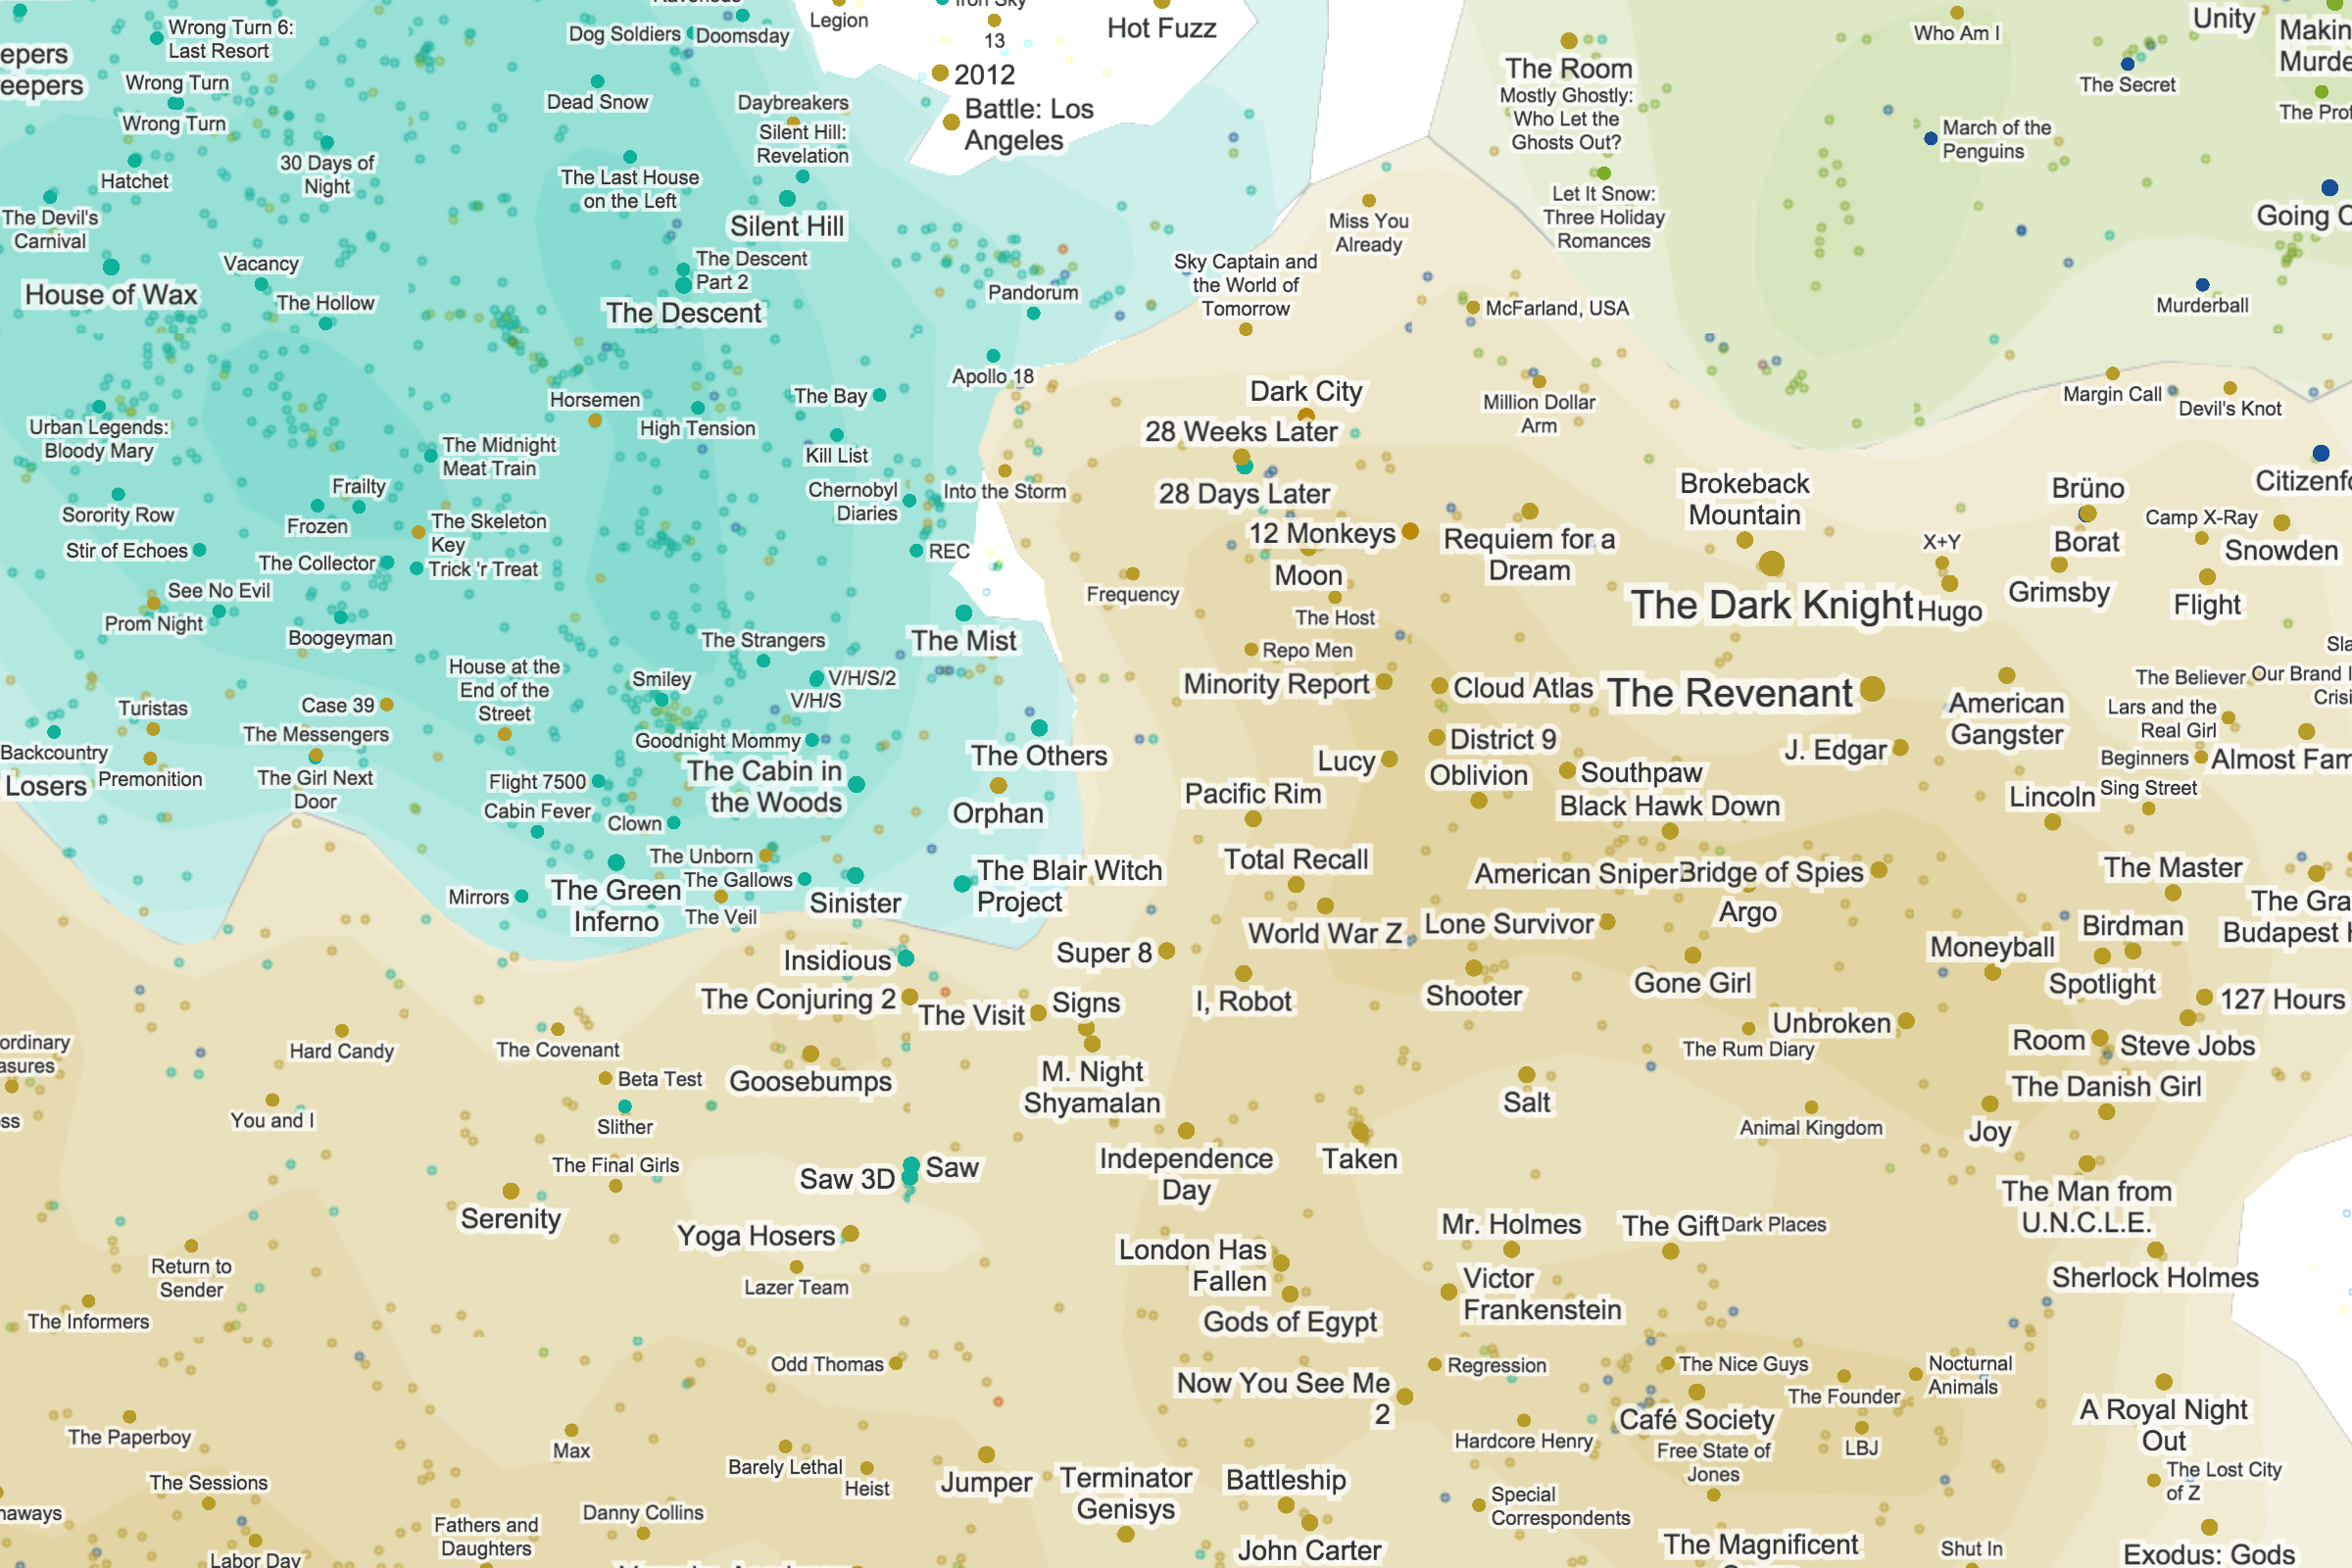 Legion
Iron Sky
13
Hot Fuzz
2012
Battle: Los
Angeles
Wrong Turn 6:
Last Resort
Wrong Turn
Wrong Turn
Hatchet
The Devil's
Carnival
House of Wax
30 Days of
Night
Vacancy
The Hollow
Dog Soldiers
Doomsday
Dead Snow
Daybreakers
Silent Hill:
Revelation
The Last House
on the Left
Silent Hill
The Descent
Part 2
The Descent
Pandorum
Apollo 18
Sky Captain and
the World of
Tomorrow
Miss You
Already
McFarland, USA
The Room
Mostly Ghostly:
Who Let the
Ghosts Out?
Let It Snow:
Three Holiday
Romances
Who Am I
The Secret
Unity
March of the
Penguins
Murderball
Margin Call
Devil's Knot
Million Dollar
Arm
Dark City
28 Weeks Later
28 Days Later
Into the Storm
The Bay
Horsemen
High Tension
Kill List
Chernobyl
Diaries
REC
Urban Legends:
Bloody Mary
The Midnight
Meat Train
Frailty
Frozen
Sorority Row
The Skeleton
Key
Stir of Echoes
The Collector
Trick 'r Treat
See No Evil
Prom Night
Boogeyman
The Strangers
The Mist
House at the
End of the
Street
Smiley
V/H/S/2
V/H/S
Case 39
Turistas
The Messengers
Backcountry
Losers
Premonition
The Girl Next
Door
Goodnight Mommy
The Others
Flight 7500
The Cabin in
the Woods
Cabin Fever
Orphan
Clown
The Unborn
The Gallows
The Blair Witch
Project
Mirrors
The Green
Inferno
The Veil
Sinister
12 Monkeys
Moon
The Host
Frequency
Repo Men
Minority Report
Requiem for a
Dream
Brokeback
Mountain
The Dark Knight
X+Y
Hugo
Brüno
Borat
Grimsby
Camp X-Ray
Snowden
Flight
Cloud Atlas
The Revenant
American
Gangster
The Believer
Lars and the
Real Girl
Beginners
Sing Street
District 9
Lucy
Oblivion
Southpaw
J. Edgar
Pacific Rim
Black Hawk Down
Lincoln
Total Recall
American Sniper
Bridge of Spies
Argo
The Master
Birdman
World War Z
Lone Survivor
Super 8
Moneyball
Spotlight
127 Hours
Insidious
The Conjuring 2
The Visit
Signs
I, Robot
Shooter
Gone Girl
Unbroken
The Rum Diary
Room
Steve Jobs
Hard Candy
The Covenant
Goosebumps
M. Night
Shyamalan
Beta Test
Salt
The Danish Girl
You and I
Slither
Animal Kingdom
Joy
The Final Girls
Saw 3D
Saw
Independence
Day
Taken
The Man from
U.N.C.L.E.
Serenity
Yoga Hosers
Mr. Holmes
The Gift
Dark Places
Return to
Sender
Lazer Team
London Has
Fallen
Victor
Frankenstein
Sherlock Holmes
The Informers
Gods of Egypt
Odd Thomas
Now You See Me
2
Regression
The Nice Guys
The Founder
Nocturnal
Animals
The Paperboy
Max
Hardcore Henry
Café Society
LBJ
A Royal Night
Out
Free State of
Jones
The Sessions
Barely Lethal
Heist
Jumper
Terminator
Genisys
Battleship
Special
Correspondents
The Lost City
of Z
Danny Collins
Fathers and
Daughters
Labor Day
John Carter
The Magnificent
Shut In
Exodus: Gods